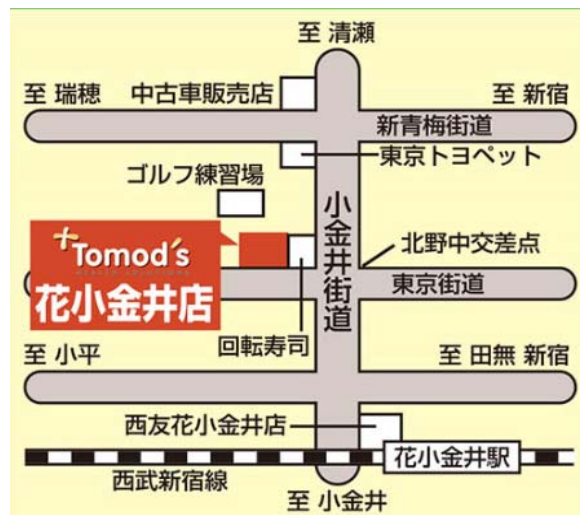 至 清瀬
至 瑞穂
中古車販売店
至 新宿
新青梅街道
東京トヨペット
ゴルフ練習場
小金井街道
Tomod's
花小金井店
北野中交差点
東京街道
回転寿司
至 小平
至 田無 新宿
西友花小金井店
花小金井駅
西武新宿線
至 小金井